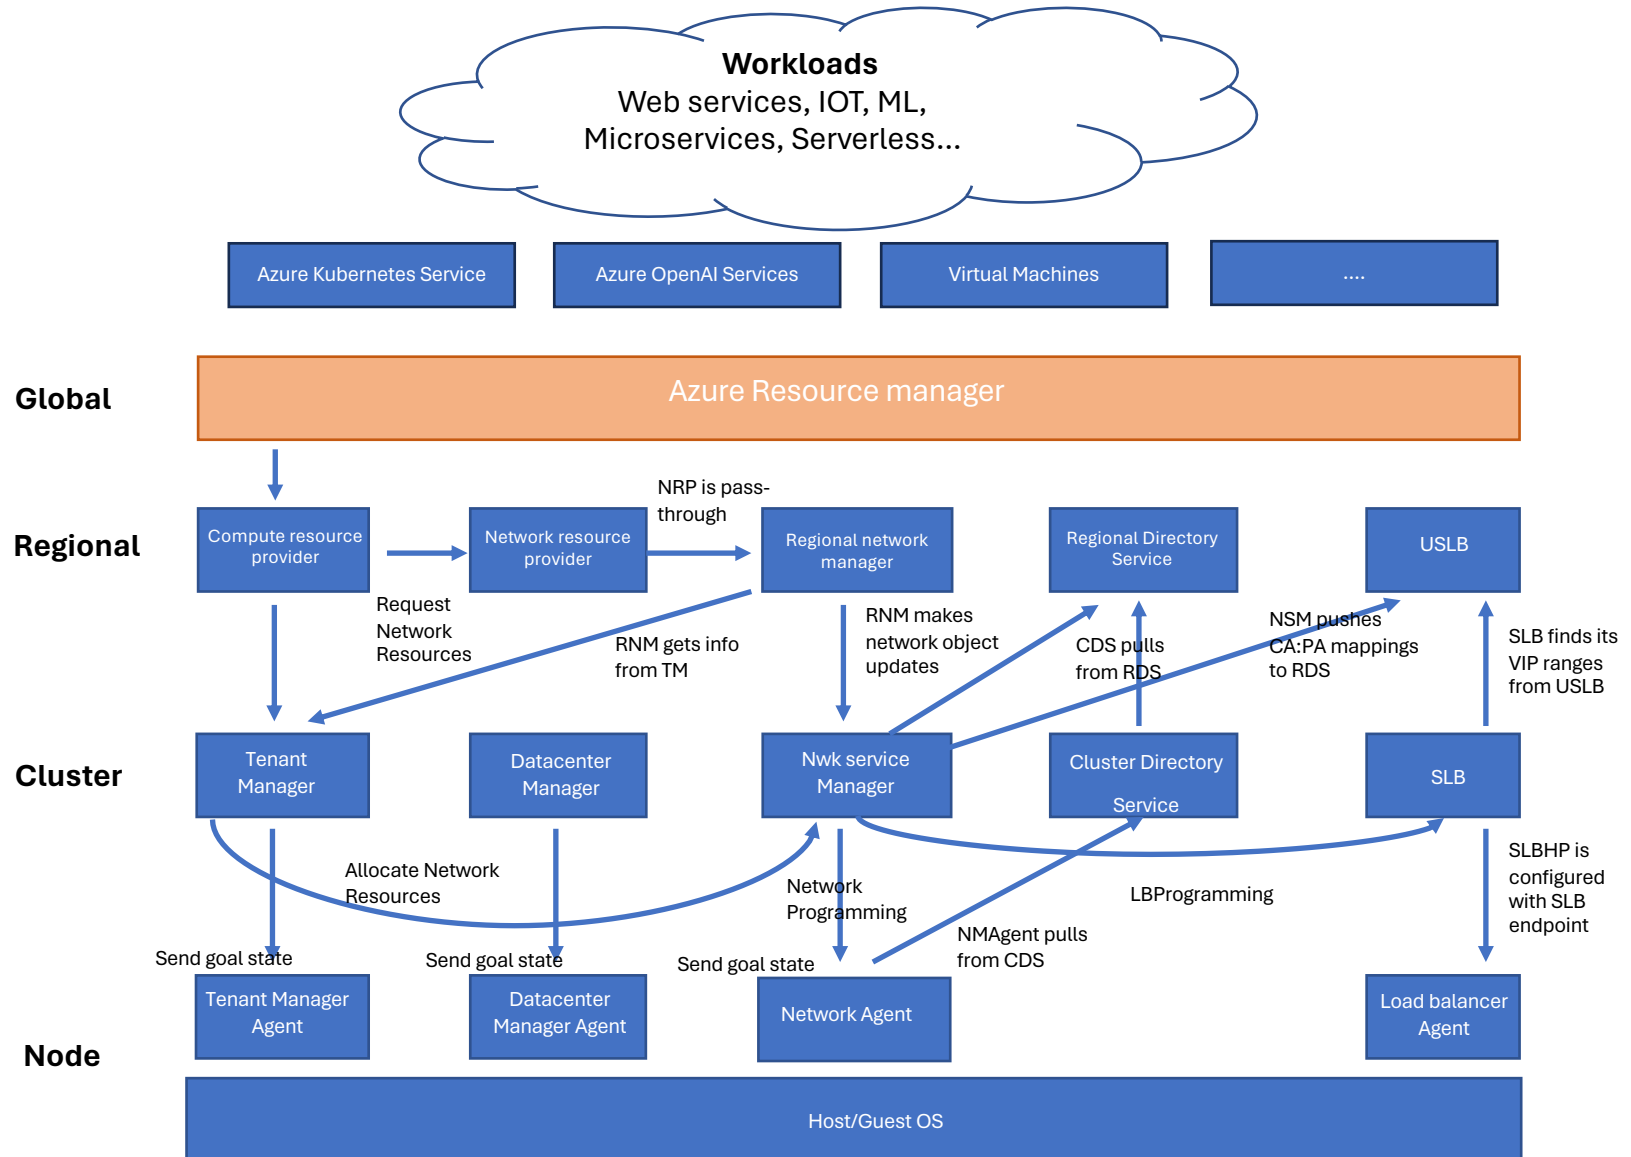 Workloads
Web services, IOT, ML,
Microservices, Serverless...
Azure Kubernetes Service
Azure OpenAI Services
Virtual Machines
....
Global
Azure Resource manager
NRP is pass-
through
Regional
Compute resource
provider
Network resource
provider
Regional network
manager
Regional Directory
Service
USLB
Request
Network
Resources
RNM gets info
from TM
RNM makes
network object
updates
CDS pulls
from RDS
NSM pushes
CA:PA mappings
to RDS
SLB finds its
VIP ranges
from USLB
Cluster
Tenant
Manager
Datacenter
Manager
Nwk service
Manager
Cluster Directory
Service
SLB
Allocate Network
Resources
Network
Programming
LBProgramming
SLBHP is
configured
with SLB
endpoint
NMAgent pulls
from CDS
Send goal state
Send goal state
Send goal state
Node
Tenant Manager
Agent
Datacenter
Manager Agent
Network Agent
Load balancer
Agent
Host/Guest OS